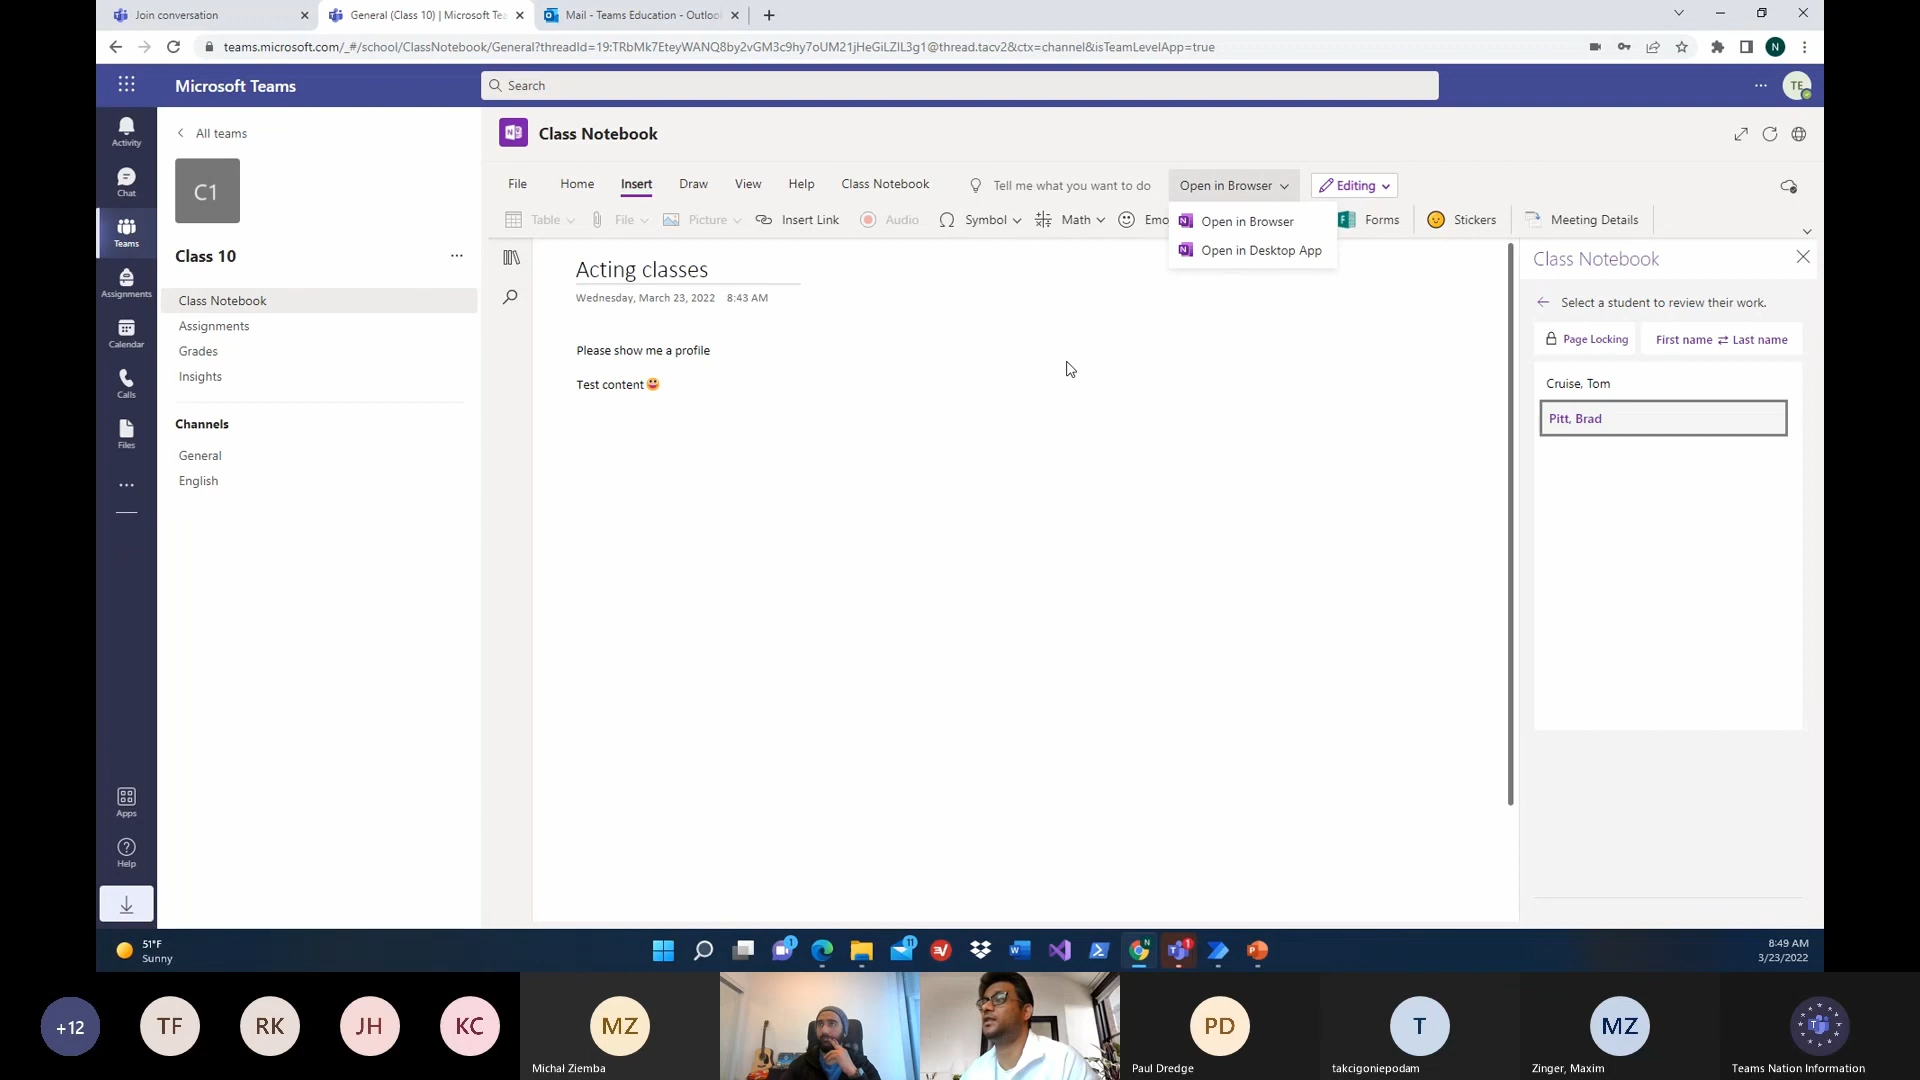 Join conversation
General (Class 10) | Microsoft Tea
Mail - Teams Education - Outlook
teams.microsoft.com/_#/school/ClassNotebook/General?threadId=19:TRbMk7EteyWANQ8by2vGM3c9hy7oUM21jHeGiLZIL3g1@thread.tacv2&ctx=channel&isTeamLevelApp=true
N
Microsoft Teams
Search
TE
Activity
Chat
Teams
Assignments
Calendar
Calls
Files
Apps
Help
All teams
C1
Class 10
Class Notebook
Assignments
Grades
Insights
Channels
General
English
Class Notebook
File Home Insert Draw View Help Class Notebook Tell me what you want to do Open in Browser Editing
Table File Picture Insert Link Audio Symbol Math Emo Forms Stickers Meeting Details
Open in Browser
Open in Desktop App
Acting classes
Wednesday, March 23, 2022 8:43 AM
Please show me a profile
Test content 😀
Class Notebook
Select a student to review their work.
Page Locking First name ⇄ Last name
Cruise, Tom
Pitt, Brad
51°F
Sunny
1
11
N
1
8:49 AM
3/23/2022
+12
TF
RK
JH
KC
MZ
Michał Ziemba
PD
Paul Dredge
T
takcigoniepodam
MZ
Zinger, Maxim
Teams Nation Information